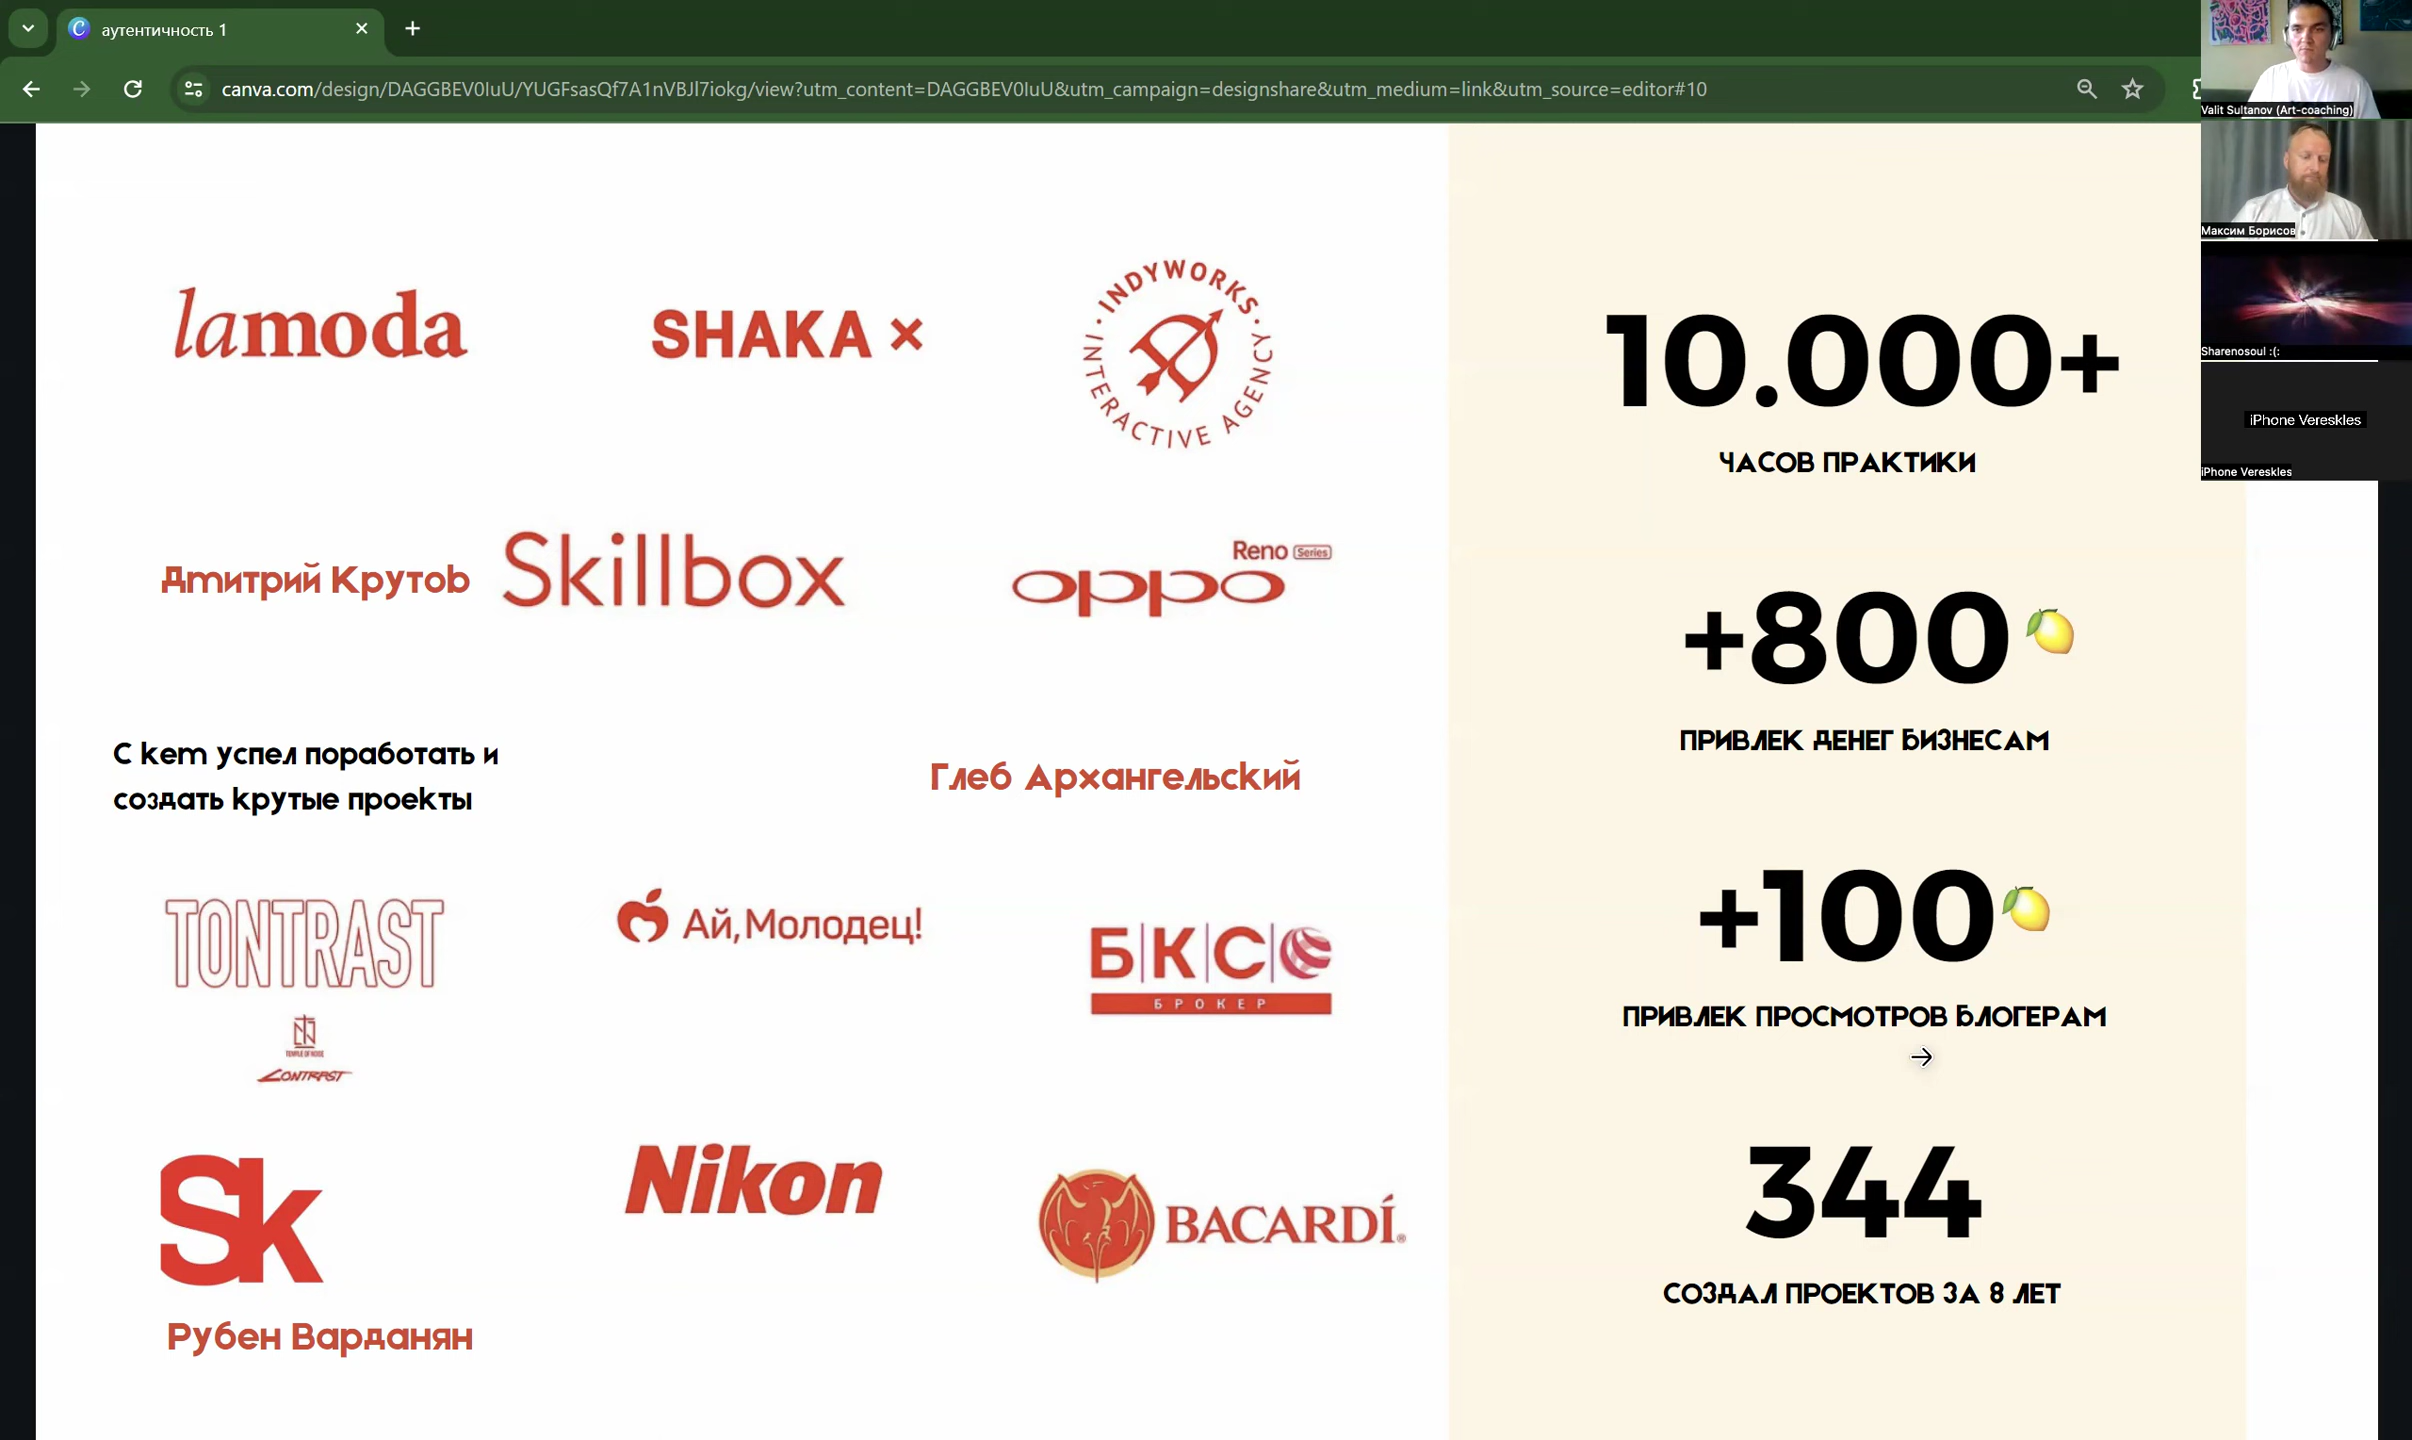 аутентичность 1
canva.com/design/DAGGBEV0IuU/YUGFsasQf7A1nVBJl7iokg/view?utm_content=DAGGBEV0IuU&utm_campaign=designshare&utm_medium=link&utm_source=editor#10
Valit Sultanov (Art-coaching)
Максим Борисов
Sharenosoul :(:
iPhone Vereskles
iPhone Vereskles
lamoda
SHAKA ×
· INDYWORKS ·
INTERACTIVE AGENCY
Дмитрий Крутов
Skillbox
Reno Series
oppo
С кем успел поработать и
создать крутые проекты
Глеб Архангельский
TONTRAST
TEMPLE OF NOISE
CONTRAST
Ай, Молодец!
БКС
БРОКЕР
Sk
Рубен Варданян
Nikon
BACARDÍ®
10.000+
ЧАСОВ ПРАКТИКИ
+800
ПРИВЛЕК ДЕНЕГ БИЗНЕСАМ
+100
ПРИВЛЕК ПРОСМОТРОВ БЛОГЕРАМ
344
СОЗДАЛ ПРОЕКТОВ ЗА 8 ЛЕТ